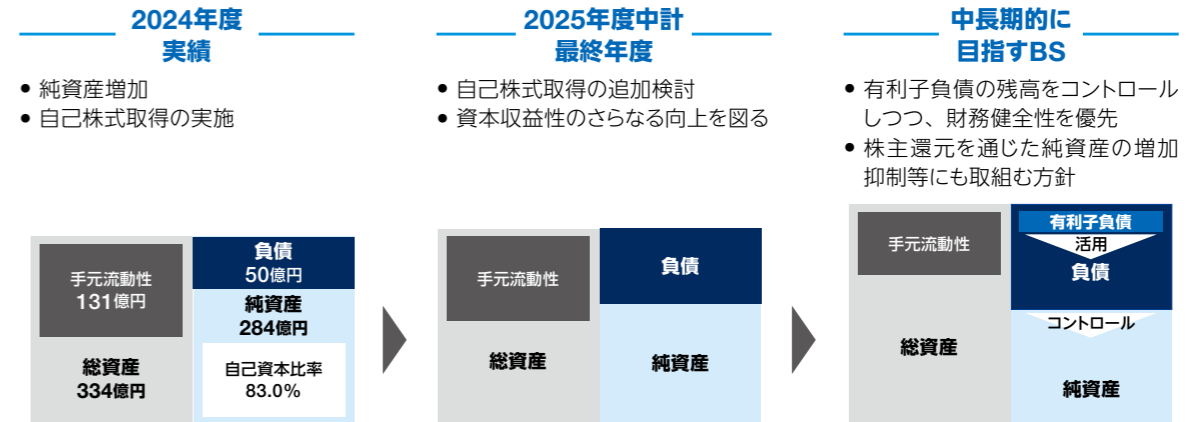 2024年度
実績
● 純資産増加
● 自己株式取得の実施
手元流動性
131億円
総資産
334億円
負債
50億円
純資産
284億円
自己資本比率
83.0%
2025年度中計
最終年度
● 自己株式取得の追加検討
● 資本収益性のさらなる向上を図る
手元流動性
総資産
負債
純資産
中長期的に
目指すBS
● 有利子負債の残高をコントロール
しつつ、財務健全性を優先
● 株主還元を通じた純資産の増加
抑制等にも取組む方針
手元流動性
総資産
有利子負債
活用
負債
コントロール
純資産